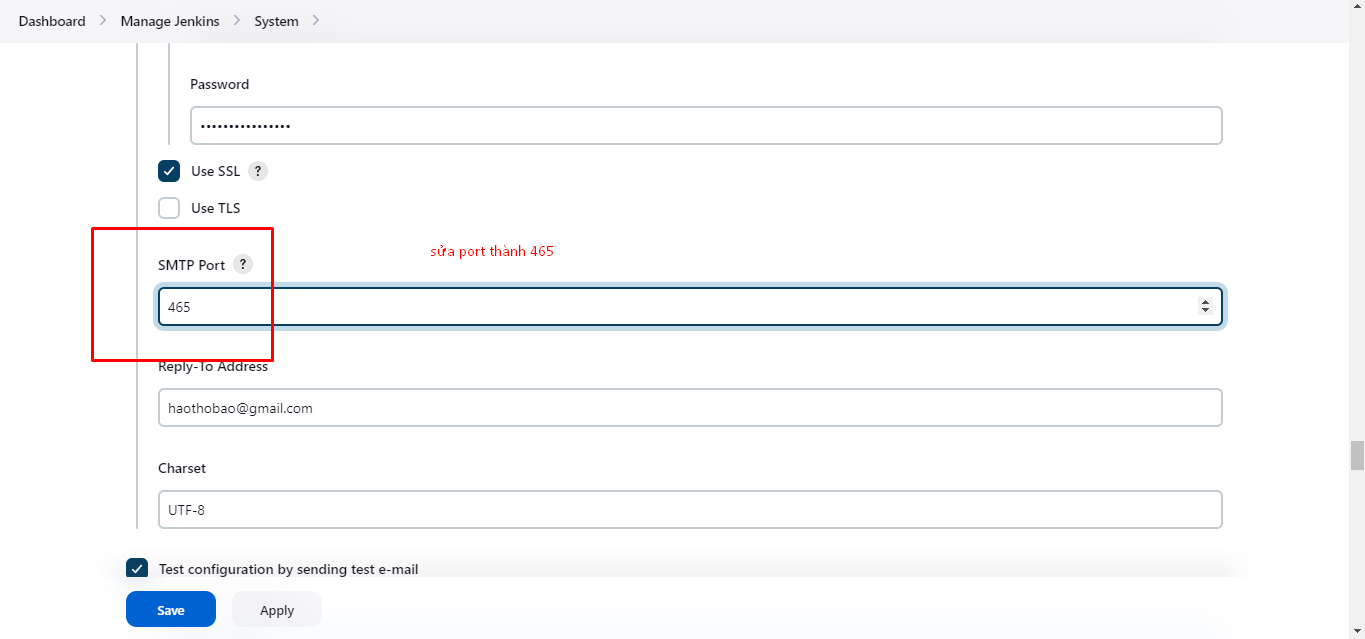 Dashboard > Manage Jenkins > System >
Password
••••••••••••••••
Use SSL ?
Use TLS
sửa port thành 465
SMTP Port ?
465
Reply-To Address
haothobao@gmail.com
Charset
UTF-8
Test configuration by sending test e-mail
Save Apply